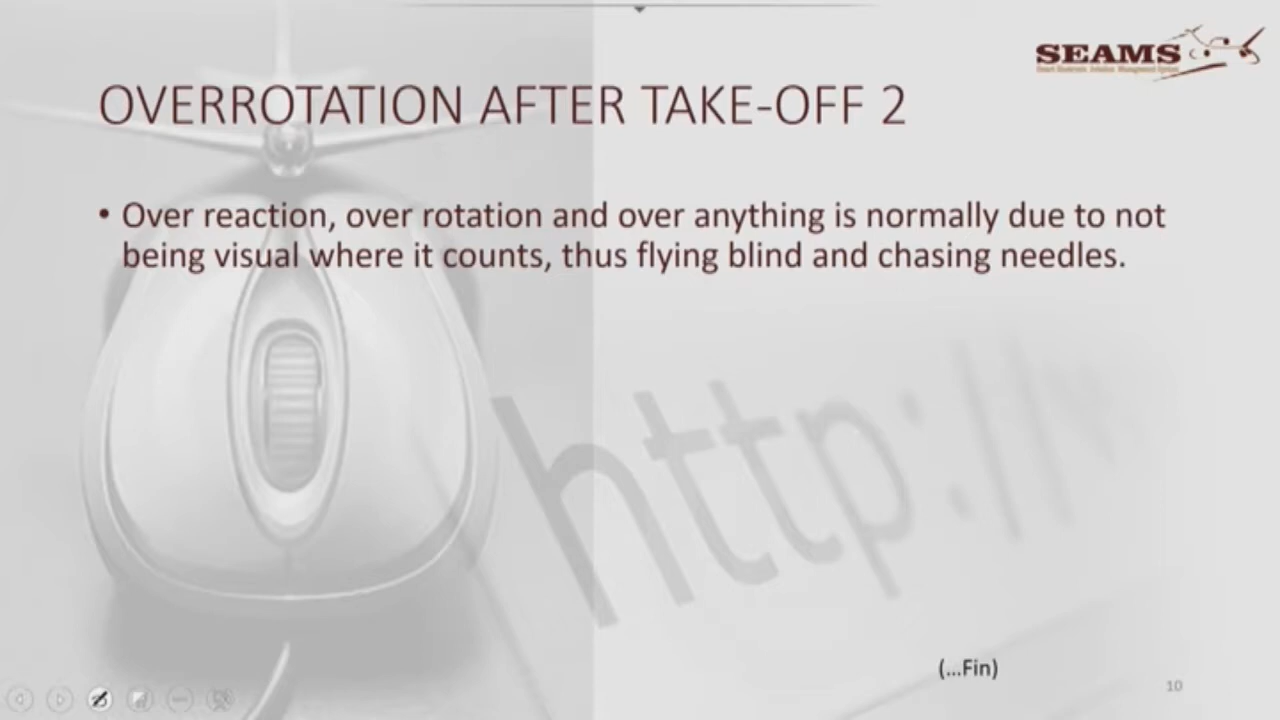 SEAMS
OVERROTATION AFTER TAKE-OFF 2
• Over reaction, over rotation and over anything is normally due to not
being visual where it counts, thus flying blind and chasing needles.
http://
(...Fin)
10